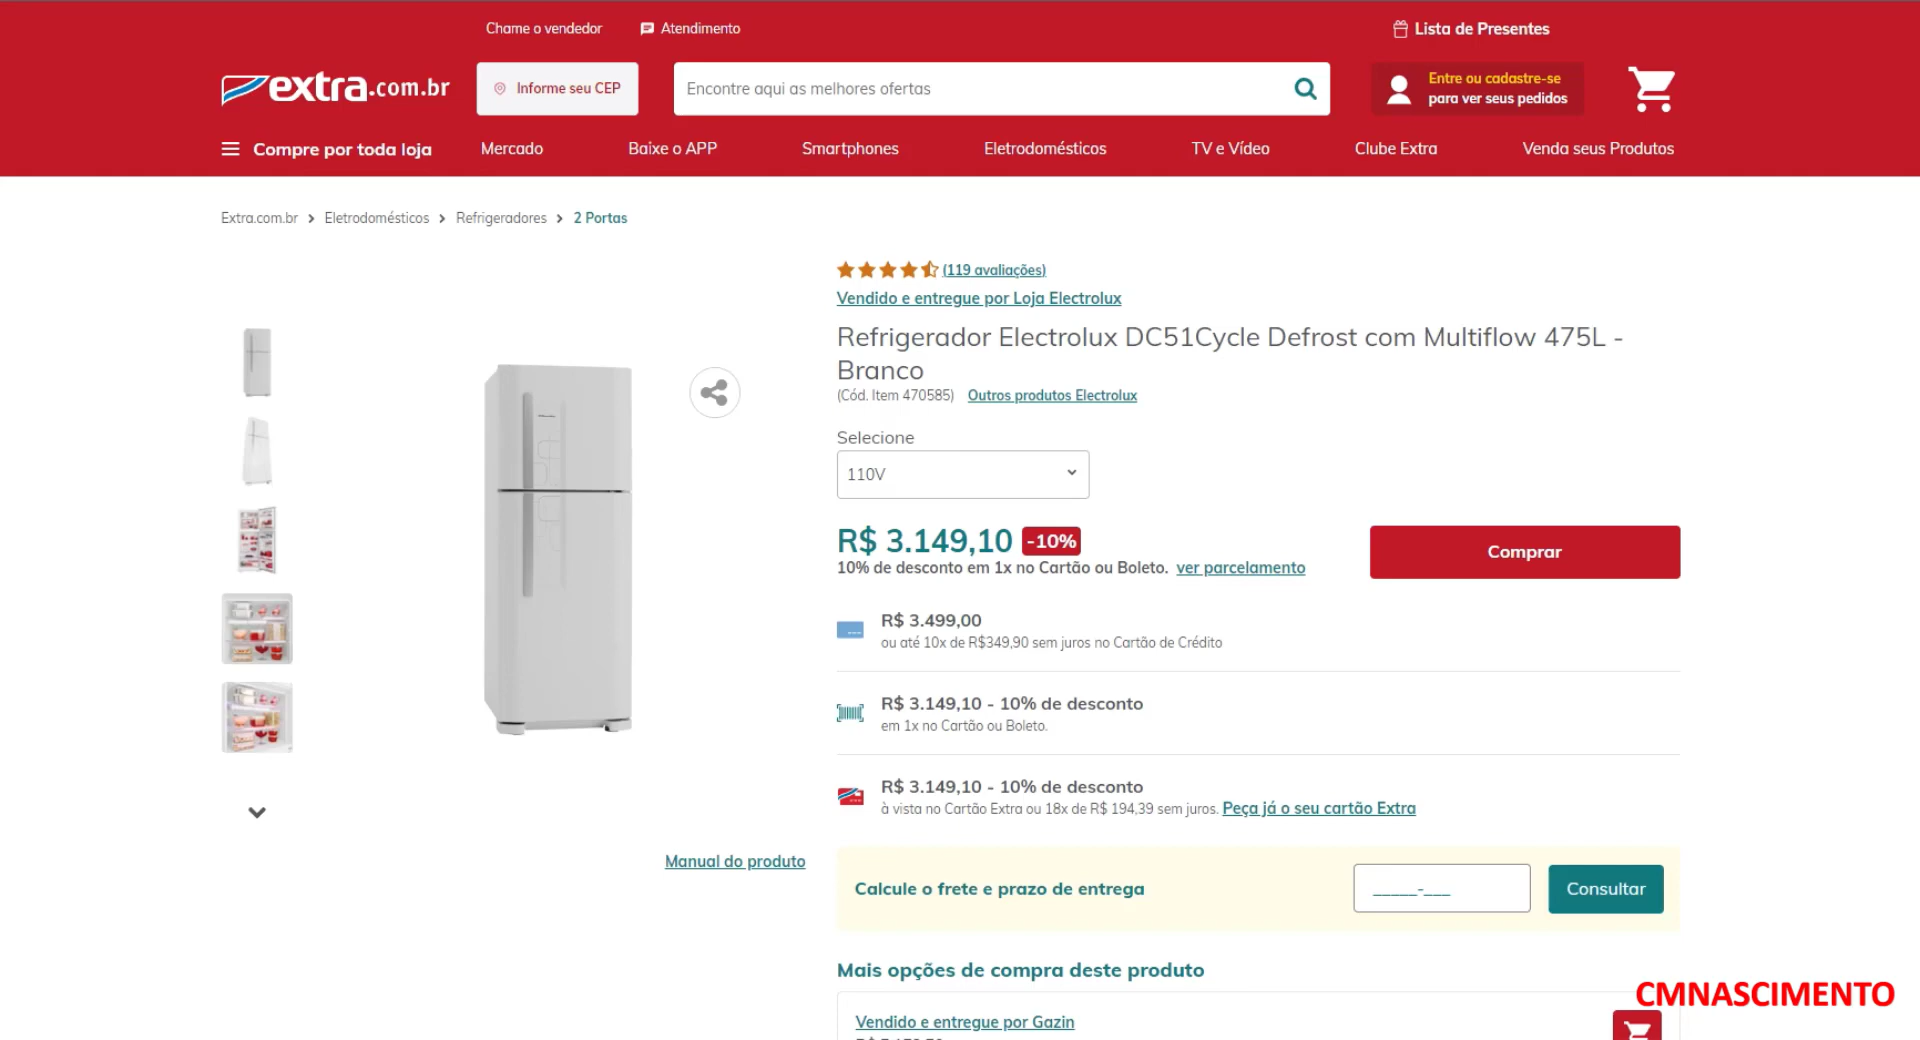 Chame o vendedor
Atendimento
Lista de Presentes
extra.com.br
Informe seu CEP
Encontre aqui as melhores ofertas
Entre ou cadastre-se
para ver seus pedidos
Compre por toda loja
Mercado
Baixe o APP
Smartphones
Eletrodomésticos
TV e Vídeo
Clube Extra
Venda seus Produtos
Extra.com.br > Eletrodomésticos > Refrigeradores > 2 Portas
(119 avaliações)
Vendido e entregue por Loja Electrolux
Refrigerador Electrolux DC51Cycle Defrost com Multiflow 475L -
Branco
(Cód. Item 470585) Outros produtos Electrolux
Selecione
110V
R$ 3.149,10 -10%
Comprar
10% de desconto em 1x no Cartão ou Boleto. ver parcelamento
R$ 3.499,00
ou até 10x de R$349,90 sem juros no Cartão de Crédito
R$ 3.149,10 - 10% de desconto
em 1x no Cartão ou Boleto.
R$ 3.149,10 - 10% de desconto
à vista no Cartão Extra ou 18x de R$ 194,39 sem juros. Peça já o seu cartão Extra
Manual do produto
Calcule o frete e prazo de entrega
_____-___
Consultar
Mais opções de compra deste produto
CMNASCIMENTO
Vendido e entregue por Gazin